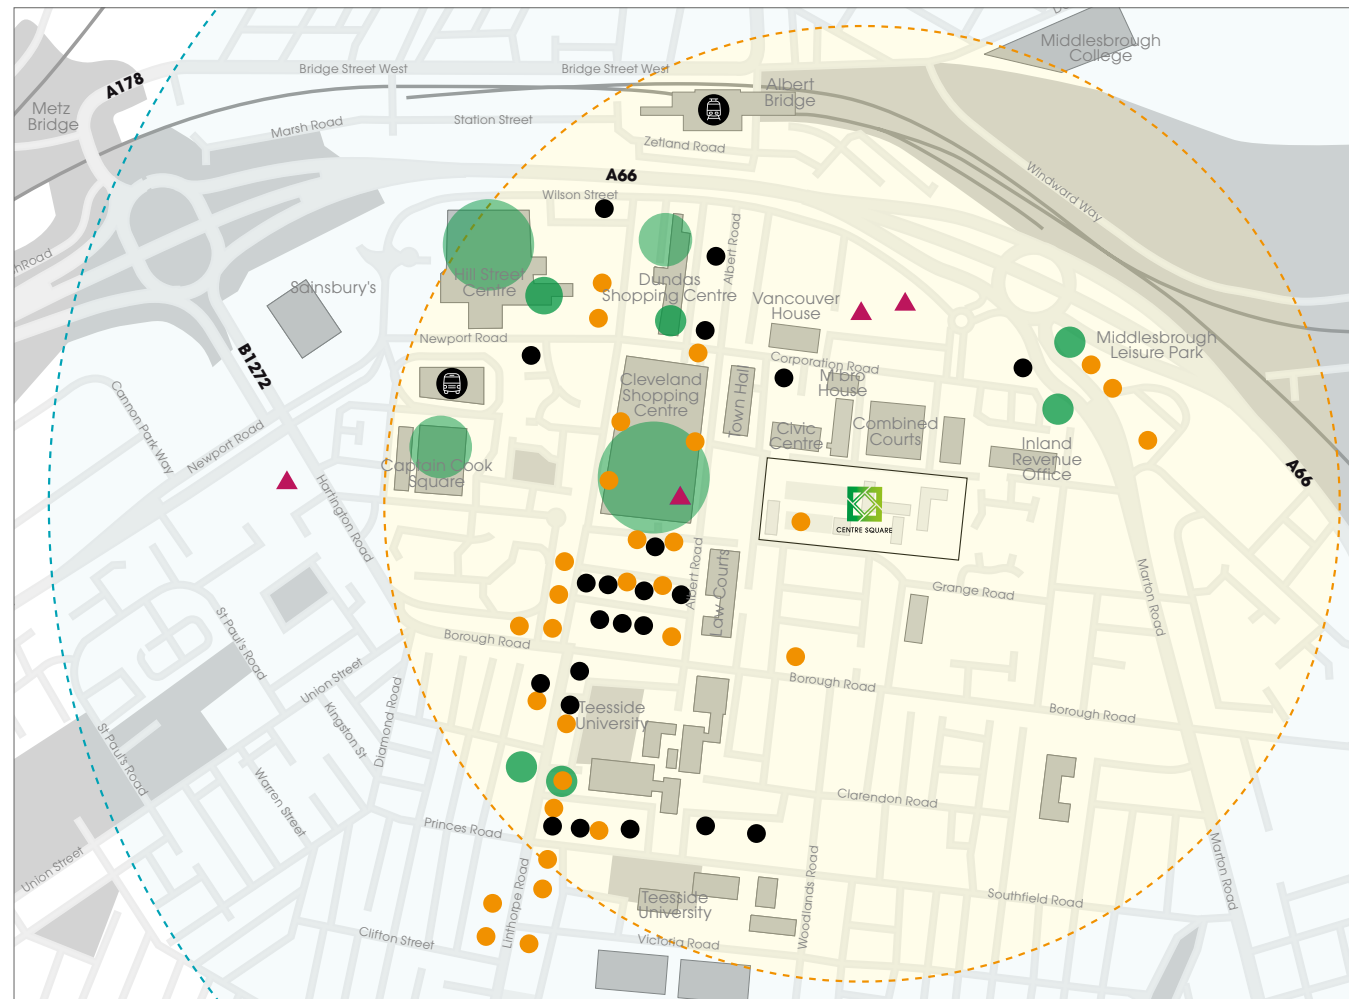 Middlesbrough
College
A178
Bridge Street West
Bridge Street West
Albert
Bridge
Metz
Bridge
Marsh Road
Station Street
Zetland Road
A66
Wilson Street
Windward Way
Albert Road
Road
Sainsbury's
Hill Street
Centre
Dundas
Shopping Centre
Vancouver
House
Newport Road
Middlesbrough
Leisure Park
B1272
Corporation Road
M'bro
House
Cleveland
Shopping
Centre
Town Hall
Cannon Park Way
Newport Road
Civic
Centre
Combined
Courts
Inland
Revenue
Office
A66
Captain Cook
Square
Hartington Road
CENTRE SQUARE
Albert Road
Law Courts
Grange Road
Marton Road
St Paul's Road
Borough Road
Union Street
Borough Road
Borough Road
Diamond Road
Kingston St
Teesside
University
St Paul's Road
Warren Street
Clarendon Road
Princes Road
Union Street
Marton Road
Linthorpe Road
Woodlands Road
Teesside
University
Southfield Road
Clifton Street
Victoria Road